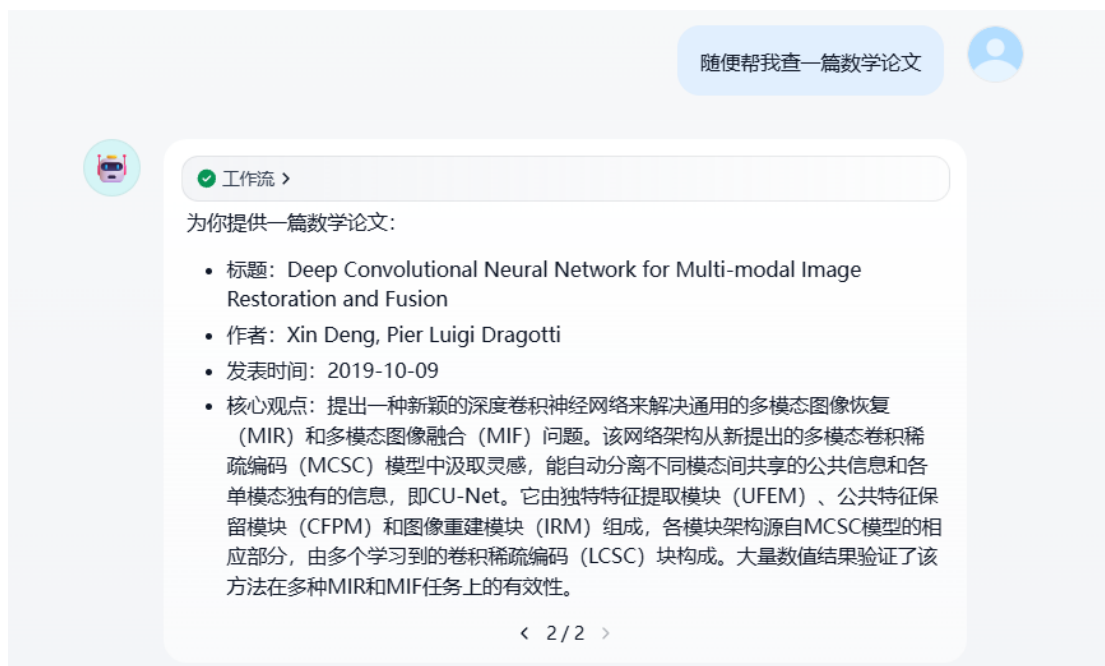 随便帮我查一篇数学论文
工作流 >
为你提供一篇数学论文：
• 标题：Deep Convolutional Neural Network for Multi-modal Image
Restoration and Fusion
• 作者：Xin Deng, Pier Luigi Dragotti
• 发表时间：2019-10-09
• 核心观点：提出一种新颖的深度卷积神经网络来解决通用的多模态图像恢复
（MIR）和多模态图像融合（MIF）问题。该网络架构从新提出的多模态卷积稀
疏编码（MCSC）模型中汲取灵感，能自动分离不同模态间共享的公共信息和各
单模态独有的信息，即CU-Net。它由独特特征提取模块（UFEM）、公共特征保
留模块（CFPM）和图像重建模块（IRM）组成，各模块架构源自MCSC模型的相
应部分，由多个学习到的卷积稀疏编码（LCSC）块构成。大量数值结果验证了该
方法在多种MIR和MIF任务上的有效性。
< 2 / 2 >